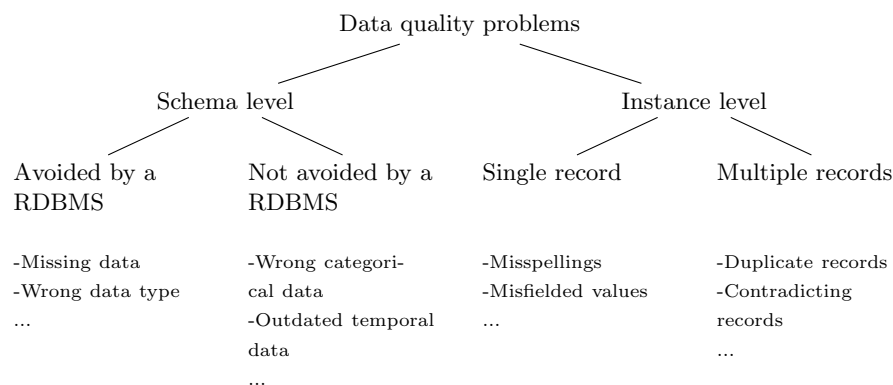 Data quality problems
Schema level
Instance level
Avoided by a
RDBMS
Not avoided by a
RDBMS
Single record
Multiple records
-Missing data
-Wrong data type
...
-Wrong categori-
cal data
-Outdated temporal
data
...
-Misspellings
-Misfielded values
...
-Duplicate records
-Contradicting
records
...